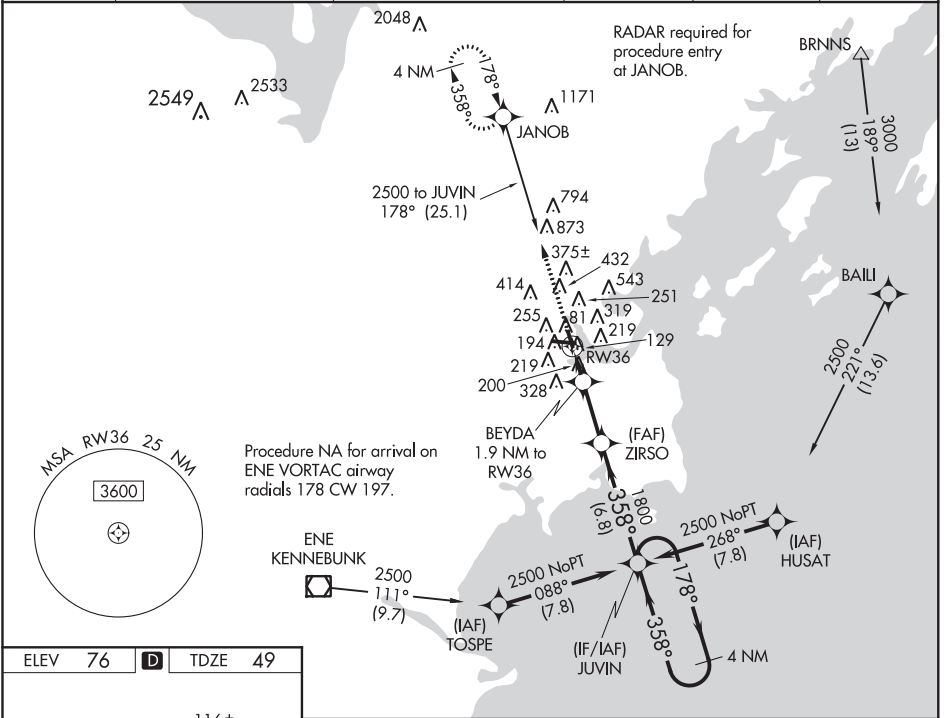 2048
4 NM
178°
358°
RADAR required for
procedure entry
at JANOB.
BRNNS
2549
2533
1171
JANOB
3000
189°
(13)
2500 to JUVIN
178° (25.1)
794
873
375±
432
414
543
251
BAILI
255
81
319
219
194
129
RW36
219
200
328
2500
221°
(13.6)
BEYDA
1.9 NM to
RW36
(FAF)
ZIRSO
MSA RW36 25 NM
3600
Procedure NA for arrival on
ENE VORTAC airway
radials 178 CW 197.
1800
358°
(6.8)
2500 NoPT
268°
(7.8)
(IAF)
HUSAT
ENE
KENNEBUNK
2500
111°
(9.7)
2500 NoPT
088°
(7.8)
(IAF)
TOSPE
(IF/IAF)
JUVIN
178°
358°
4 NM
ELEV 76 D TDZE 49